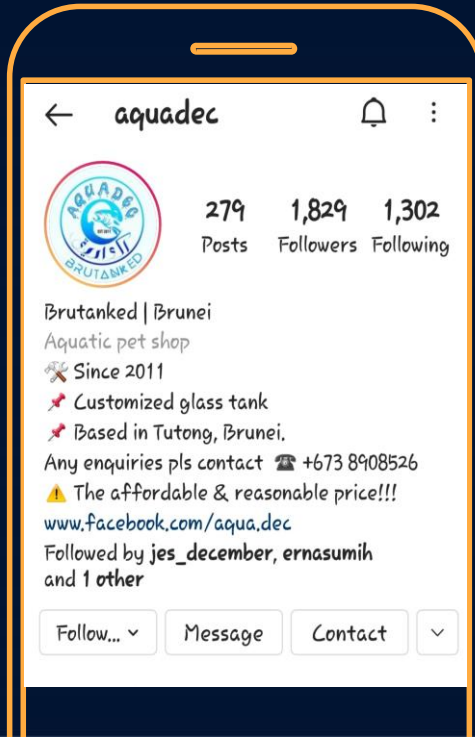 aquadec
AQUADEC
BRUTANKED
279 1,829 1,302
Posts Followers Following
Brutanked | Brunei
Aquatic pet shop
Since 2011
Customized glass tank
Based in Tutong, Brunei.
Any enquiries pls contact ☎ +673 8908526
The affordable & reasonable price!!!
www.facebook.com/aqua.dec
Followed by jes_december, ernasumih
and 1 other
Follow... Message Contact